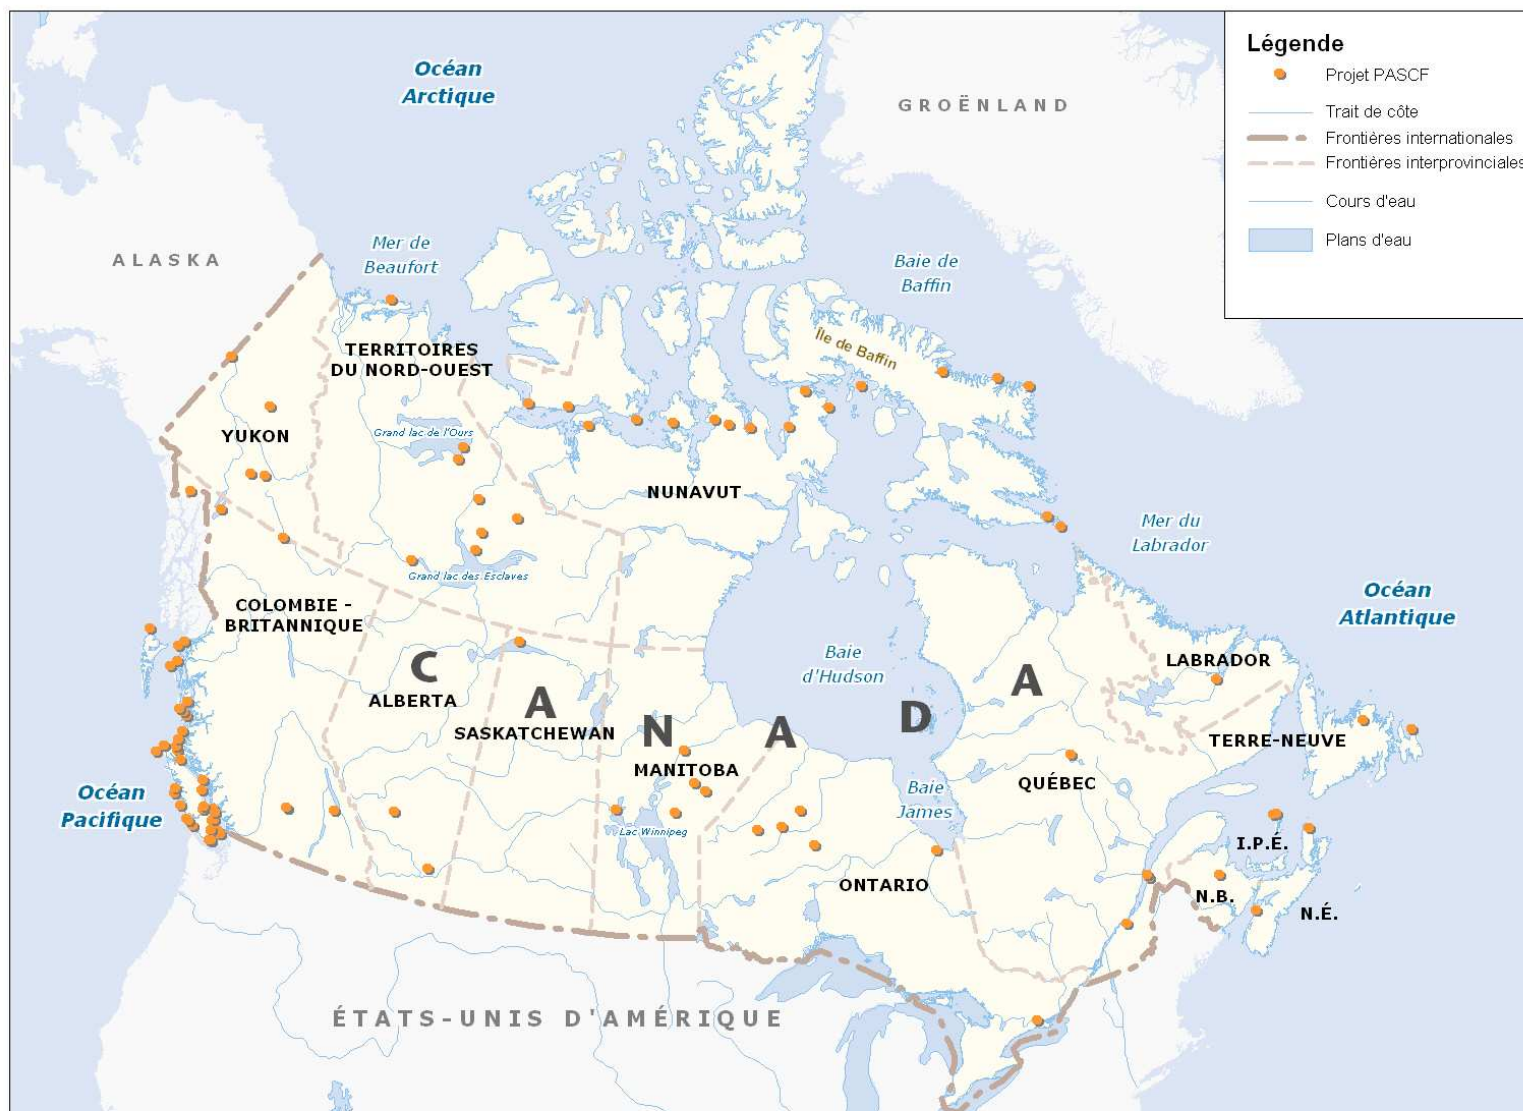 Légende
Projet PASCF
Trait de côte
Frontières internationales
Frontières interprovinciales
Cours d'eau
Plans d'eau
Océan
Arctique
GROËNLAND
ALASKA
Mer de
Beaufort
Baie de
Baffin
Île de Baffin
TERRITOIRES
DU NORD-OUEST
YUKON
Grand lac de l'Ours
NUNAVUT
Mer du
Labrador
Grand lac des Esclaves
COLOMBIE -
BRITANNIQUE
Océan
Atlantique
Baie
d'Hudson
CANADA
LABRADOR
ALBERTA
SASKATCHEWAN
MANITOBA
TERRE-NEUVE
QUÉBEC
Océan
Pacifique
Baie
James
Lac Winnipeg
I.P.É.
ONTARIO
N.B.
N.É.
ÉTATS-UNIS D'AMÉRIQUE